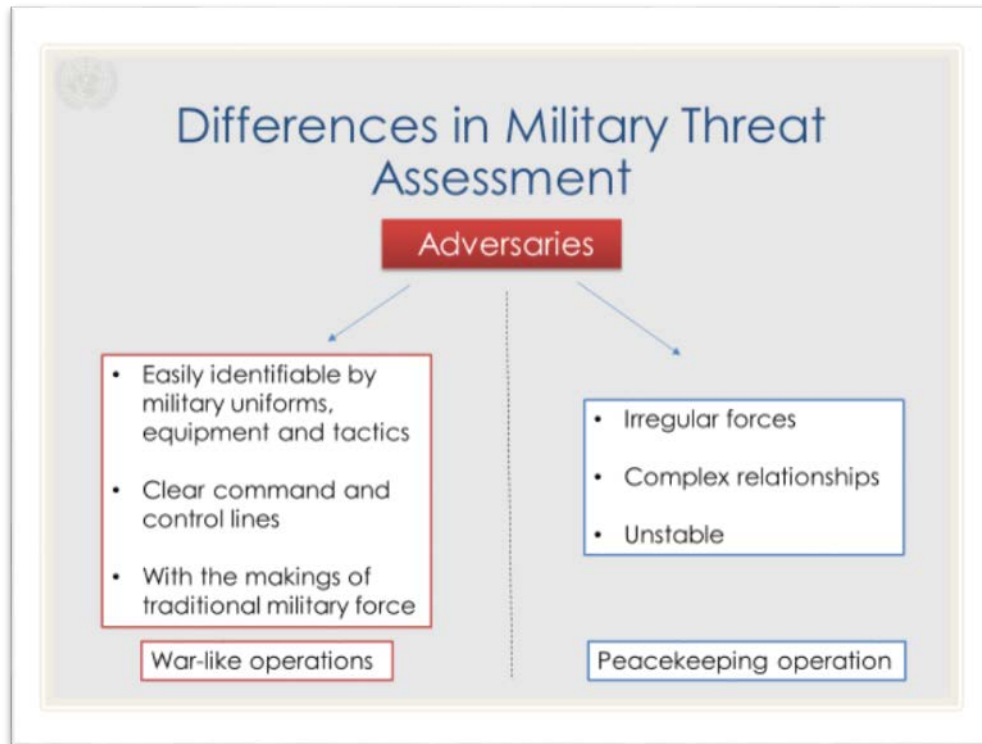 Differences in Military Threat
Assessment
Adversaries
• Easily identifiable by
military uniforms,
equipment and tactics
• Clear command and
control lines
• With the makings of
traditional military force
War-like operations
• Irregular forces
• Complex relationships
• Unstable
Peacekeeping operation